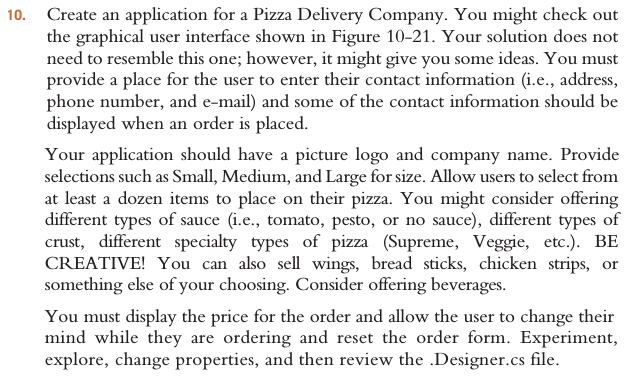 10. Create an application for a Pizza Delivery Company. You might check out
the graphical user interface shown in Figure 10-21. Your solution does not
need to resemble this one; however, it might give you some ideas. You must
provide a place for the user to enter their contact information (i.e., address,
phone number, and e-mail) and some of the contact information should be
displayed when an order is placed.
Your application should have a picture logo and company name. Provide
selections such as Small, Medium, and Large for size. Allow users to select from
at least a dozen items to place on their pizza. You might consider offering
different types of sauce (i.e., tomato, pesto, or no sauce), different types of
crust, different specialty types of pizza (Supreme, Veggie, etc.). BE
CREATIVE! You can also sell wings, bread sticks, chicken strips, or
something else of your choosing. Consider offering beverages.
You must display the price for the order and allow the user to change their
mind while they are ordering and reset the order form. Experiment,
explore, change properties, and then review the .Designer.cs file.